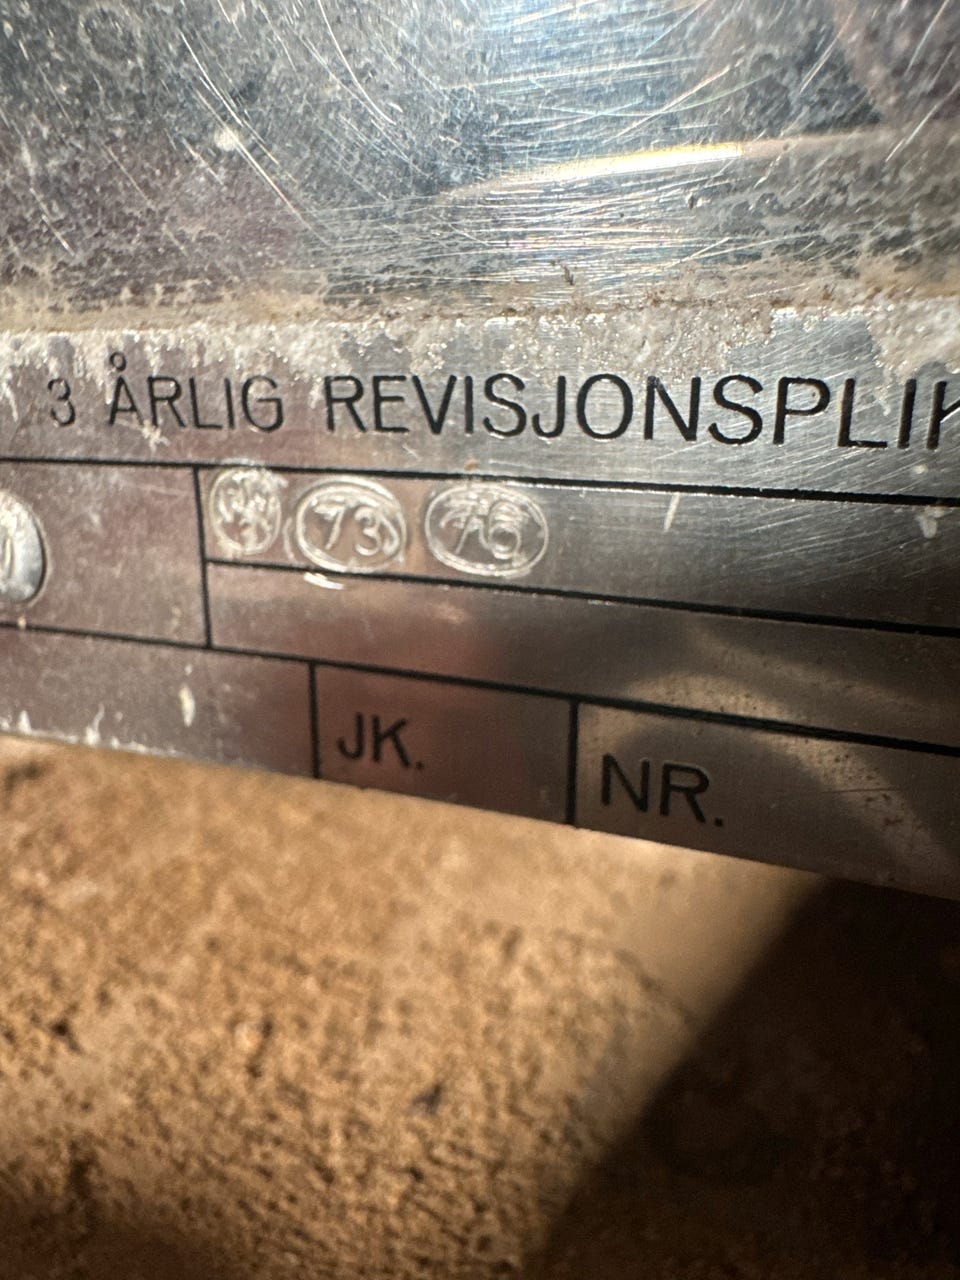 3 ÅRLIG REVISJONSPLIK
73 76
JK. NR.